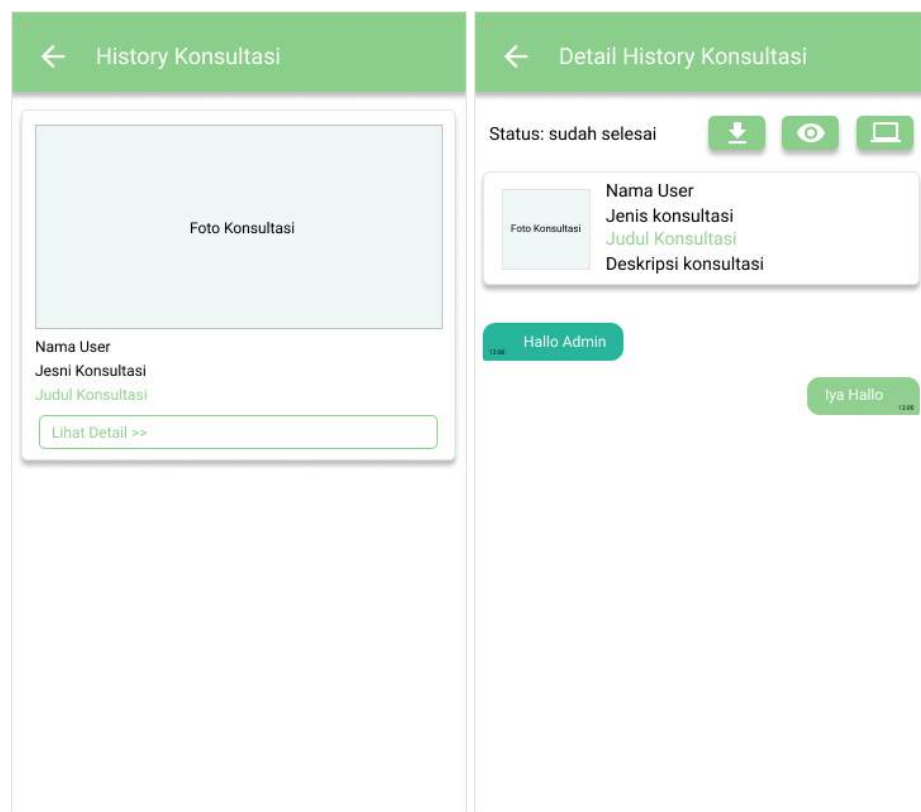 History Konsultasi
Foto Konsultasi
Nama User
Jesni Konsultasi
Judul Konsultasi
Lihat Detail >>
Detail History Konsultasi
Status: sudah selesai
Foto Konsultasi
Nama User
Jenis konsultasi
Judul Konsultasi
Deskripsi konsultasi
Hallo Admin
Iya Hallo